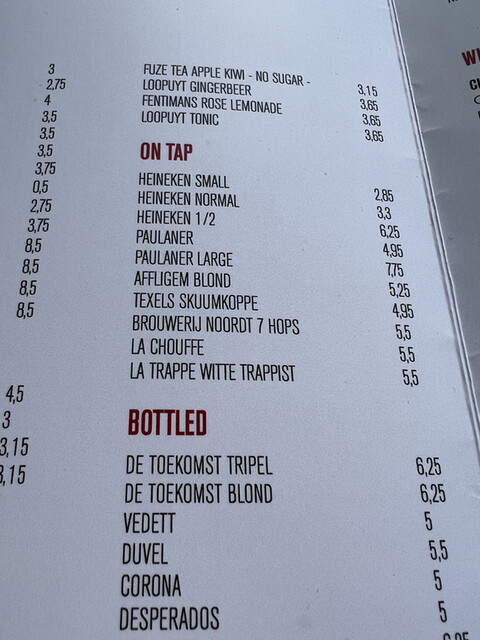 3
2,75
4
3,5
3,5
3,5
3,75
0,5
2,75
3,75
8,5
8,5
8,5
8,5
4,5
3
3,15
3,15
FUZE TEA APPLE KIWI - NO SUGAR - 3,15
LOOPUYT GINGERBEER 3,65
FENTIMANS ROSE LEMONADE 3,65
LOOPUYT TONIC 3,65
ON TAP
HEINEKEN SMALL 2,85
HEINEKEN NORMAL 3,3
HEINEKEN 1/2 6,25
PAULANER 4,95
PAULANER LARGE 7,75
AFFLIGEM BLOND 5,25
TEXELS SKUUMKOPPE 4,95
BROUWERIJ NOORDT 7 HOPS 5,5
LA CHOUFFE 5,5
LA TRAPPE WITTE TRAPPIST 5,5
BOTTLED
DE TOEKOMST TRIPEL 6,25
DE TOEKOMST BLOND 6,25
VEDETT 5
DUVEL 5,5
CORONA 5
DESPERADOS 5